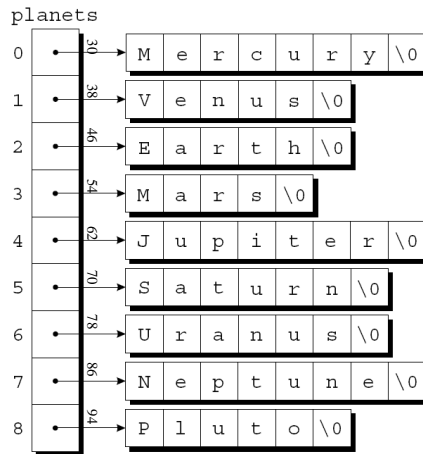 planets
0 30 M e r c u r y \0
1 38 V e n u s \0
2 46 E a r t h \0
3 54 M a r s \0
4 62 J u p i t e r \0
5 70 S a t u r n \0
6 78 U r a n u s \0
7 86 N e p t u n e \0
8 94 P l u t o \0